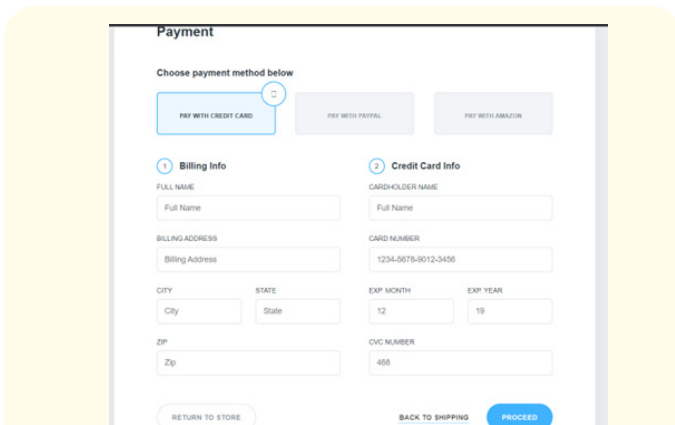 Payment
Choose payment method below
PAY WITH CREDIT CARD
PAY WITH PAYPAL
PAY WITH AMAZON
1 Billing Info
FULL NAME
Full Name
BILLING ADDRESS
Billing Address
CITY STATE
City State
ZIP
Zip
2 Credit Card Info
CARDHOLDER NAME
Full Name
CARD NUMBER
1234-5678-9012-3456
EXP. MONTH EXP. YEAR
12 19
CVC NUMBER
468
RETURN TO STORE
BACK TO SHIPPING
PROCEED